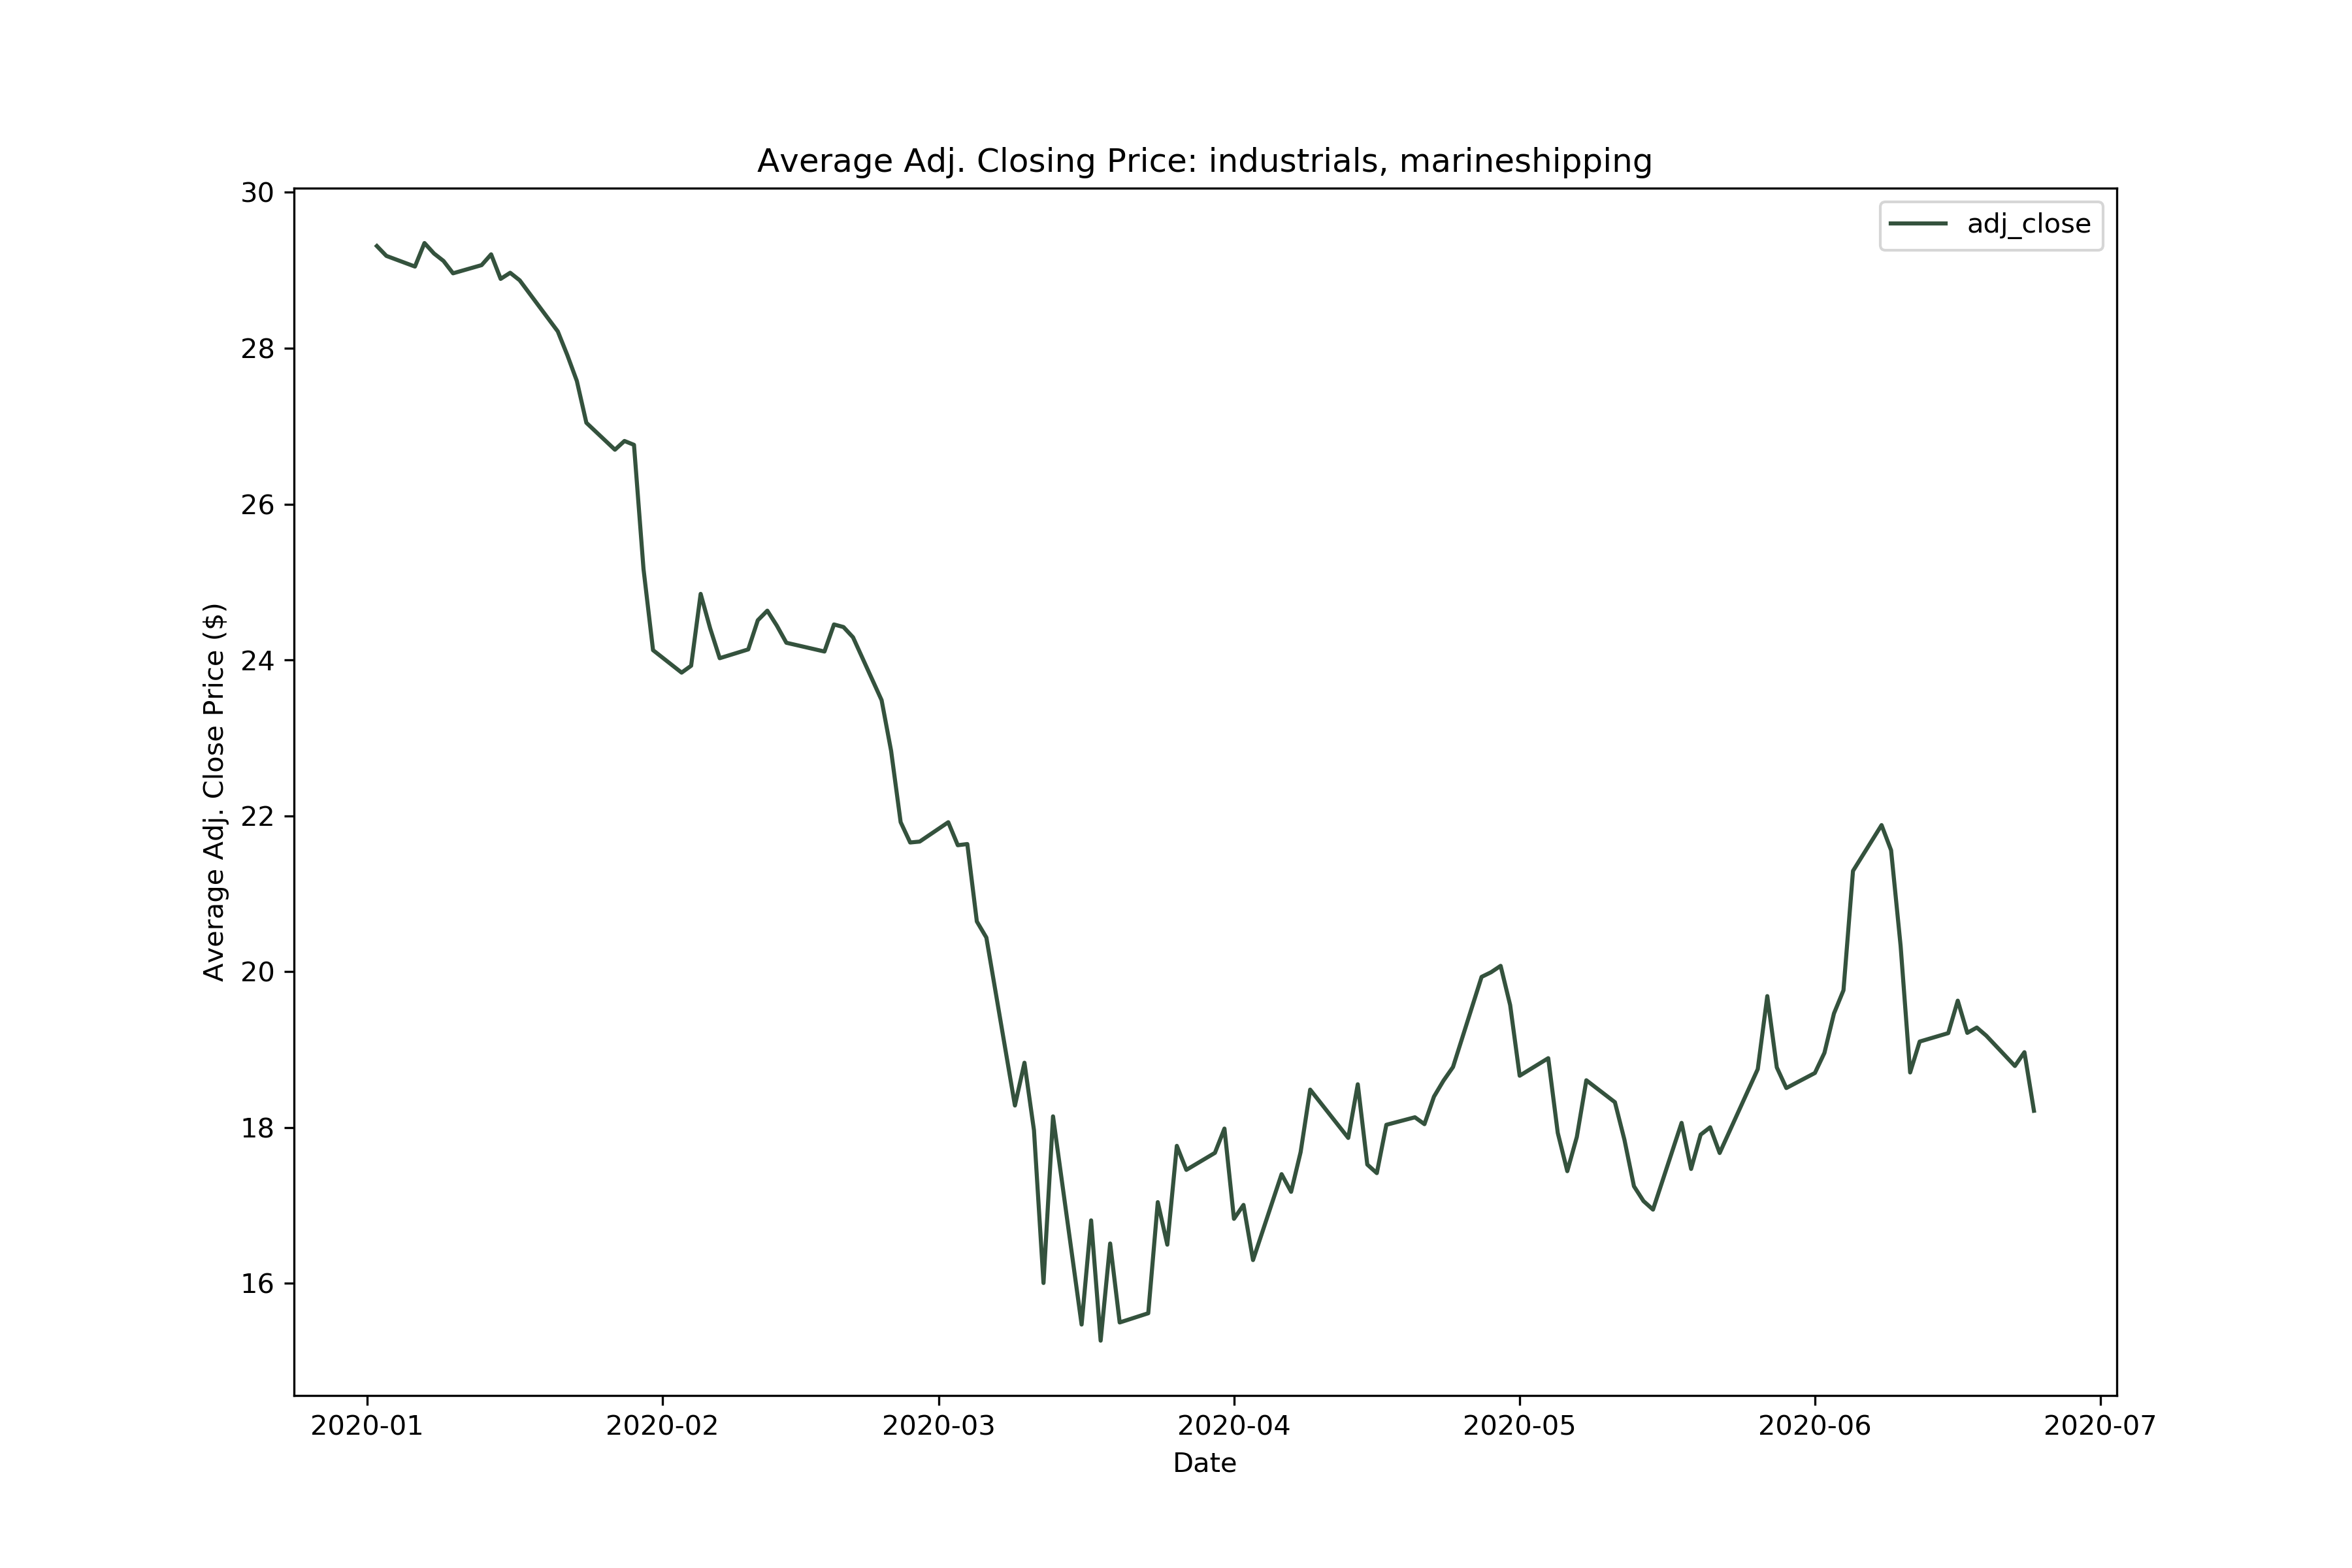 Average Adj. Closing Price: industrials, marineshipping
adj_close
Average Adj. Close Price ($)
30
28
26
24
22
20
18
16
2020-01 2020-02 2020-03 2020-04 2020-05 2020-06 2020-07
Date